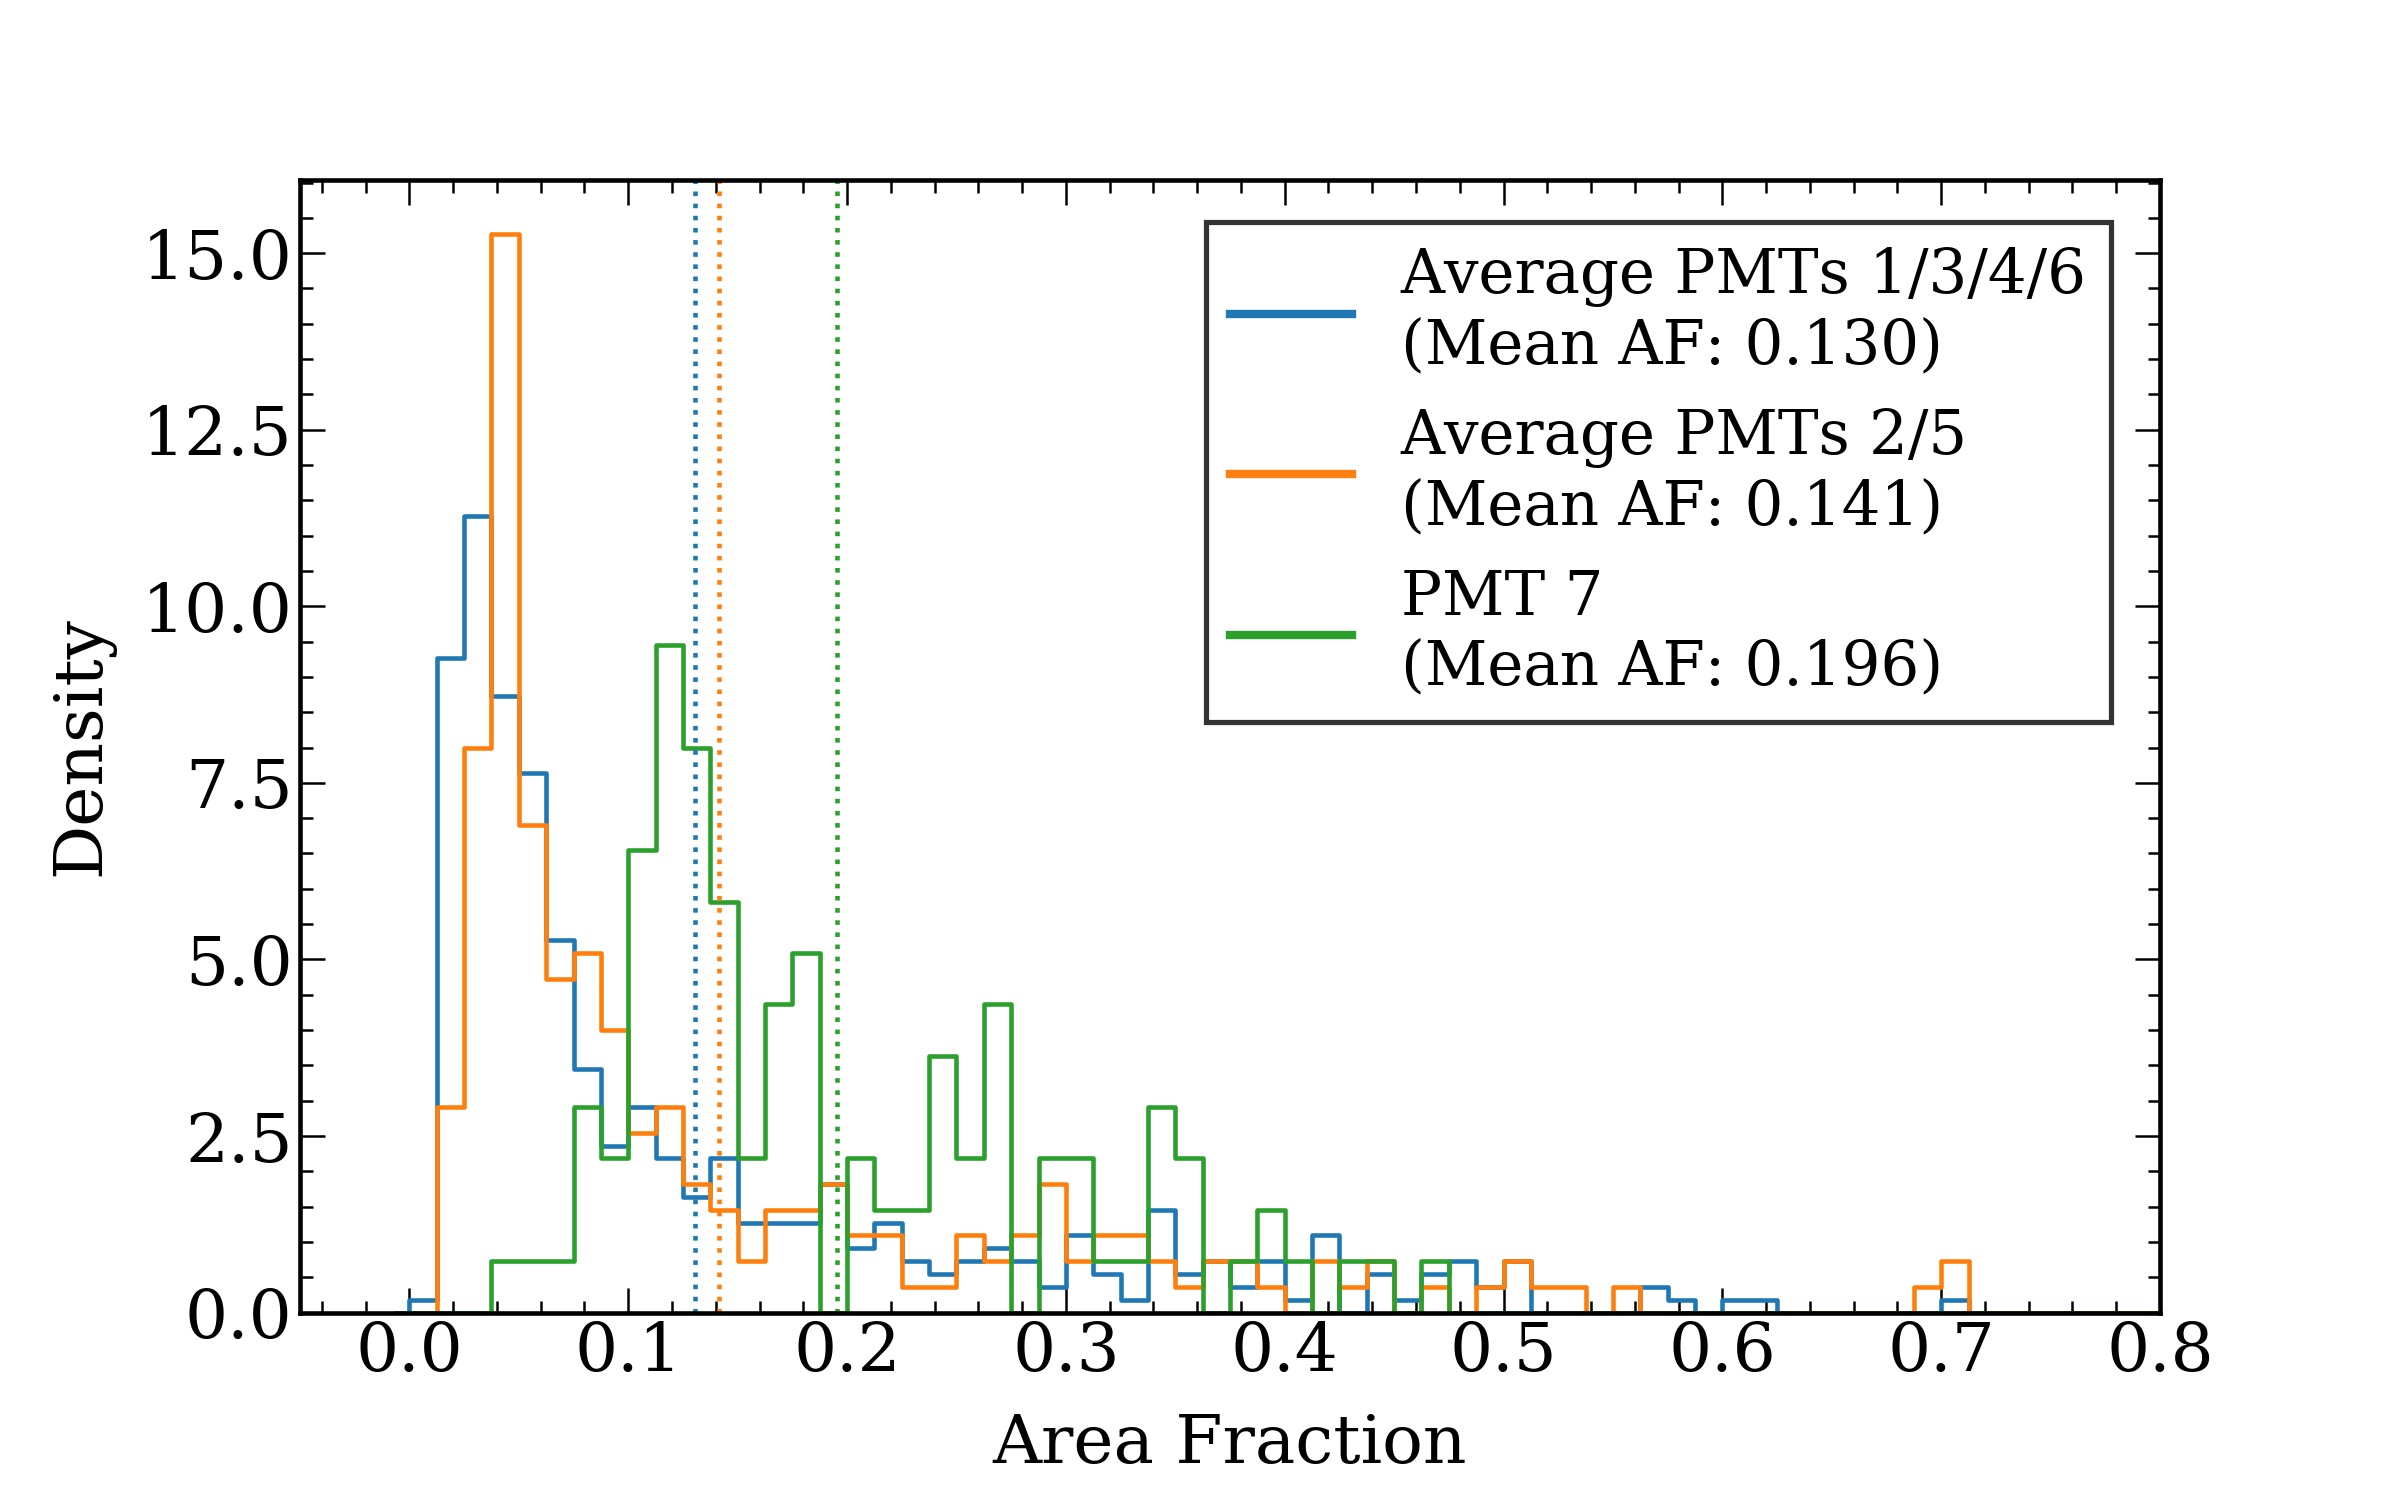 15.0
12.5
10.0
7.5
5.0
2.5
0.0
Density
Average PMTs 1/3/4/6
(Mean AF: 0.130)
Average PMTs 2/5
(Mean AF: 0.141)
PMT 7
(Mean AF: 0.196)
0.0 0.1 0.2 0.3 0.4 0.5 0.6 0.7 0.8
Area Fraction